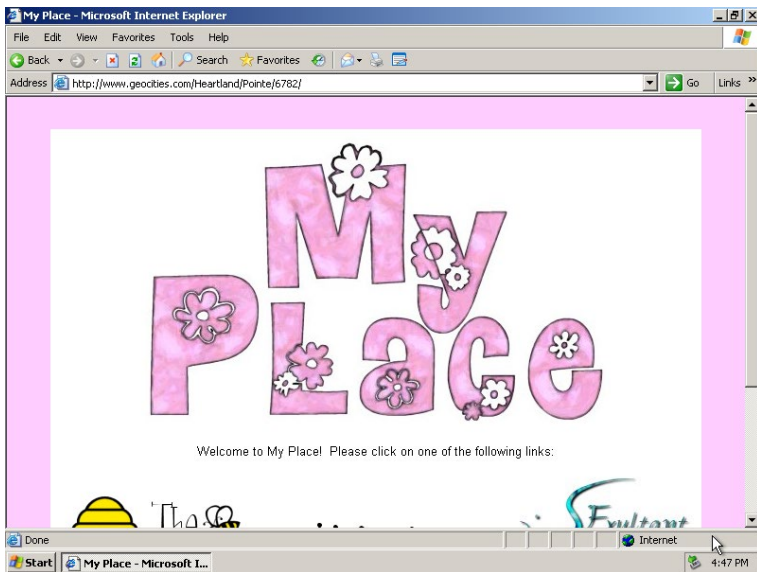 My Place - Microsoft Internet Explorer
File Edit View Favorites Tools Help
Back Search Favorites
Address http://www.geocities.com/Heartland/Pointe/6782/ Go Links »
My
PLace
Welcome to My Place! Please click on one of the following links:
The
Exultant
Done Internet
Start My Place - Microsoft I... 4:47 PM